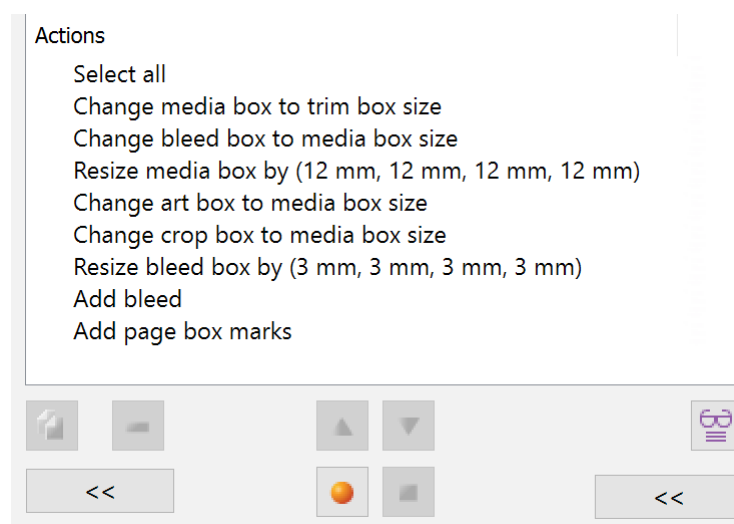 Actions
Select all
Change media box to trim box size
Change bleed box to media box size
Resize media box by (12 mm, 12 mm, 12 mm, 12 mm)
Change art box to media box size
Change crop box to media box size
Resize bleed box by (3 mm, 3 mm, 3 mm, 3 mm)
Add bleed
Add page box marks
<< <<